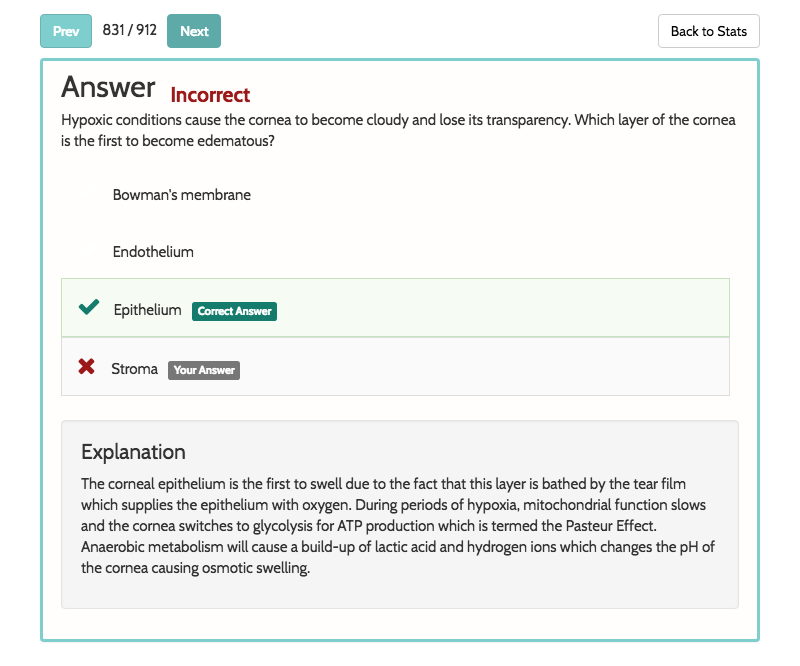 Prev 831 / 912 Next Back to Stats
Answer Incorrect
Hypoxic conditions cause the cornea to become cloudy and lose its transparency. Which layer of the cornea
is the first to become edematous?
Bowman's membrane
Endothelium
Epithelium Correct Answer
Stroma Your Answer
Explanation
The corneal epithelium is the first to swell due to the fact that this layer is bathed by the tear film
which supplies the epithelium with oxygen. During periods of hypoxia, mitochondrial function slows
and the cornea switches to glycolysis for ATP production which is termed the Pasteur Effect.
Anaerobic metabolism will cause a build-up of lactic acid and hydrogen ions which changes the pH of
the cornea causing osmotic swelling.